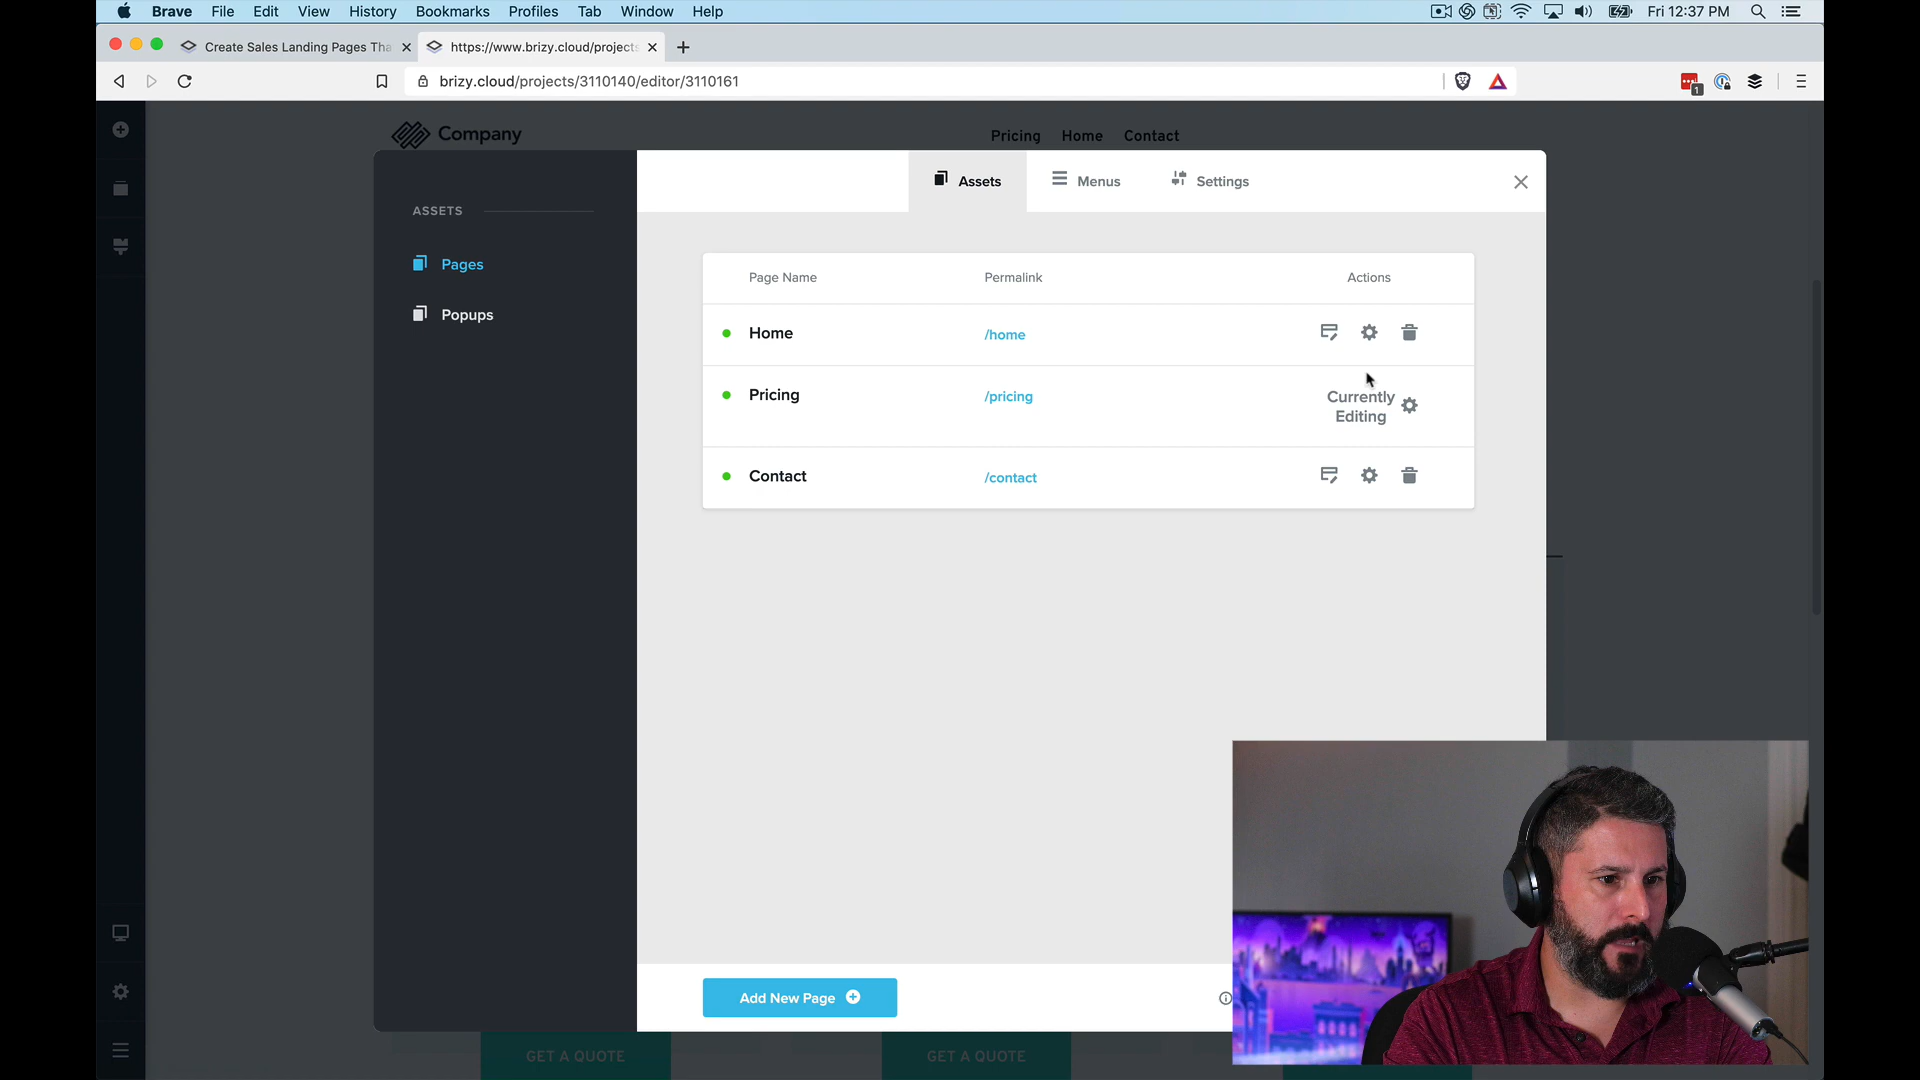 Brave File Edit View History Bookmarks Profiles Tab Window Help Fri 12:37 PM
Create Sales Landing Pages Tha https://www.brizy.cloud/projects
brizy.cloud/projects/3110140/editor/3110161 1
Company Pricing Home Contact
Assets Menus Settings
ASSETS
Pages
Popups
Page Name Permalink Actions
Home /home
Pricing /pricing Currently
Editing
Contact /contact
Add New Page
GET A QUOTE GET A QUOTE